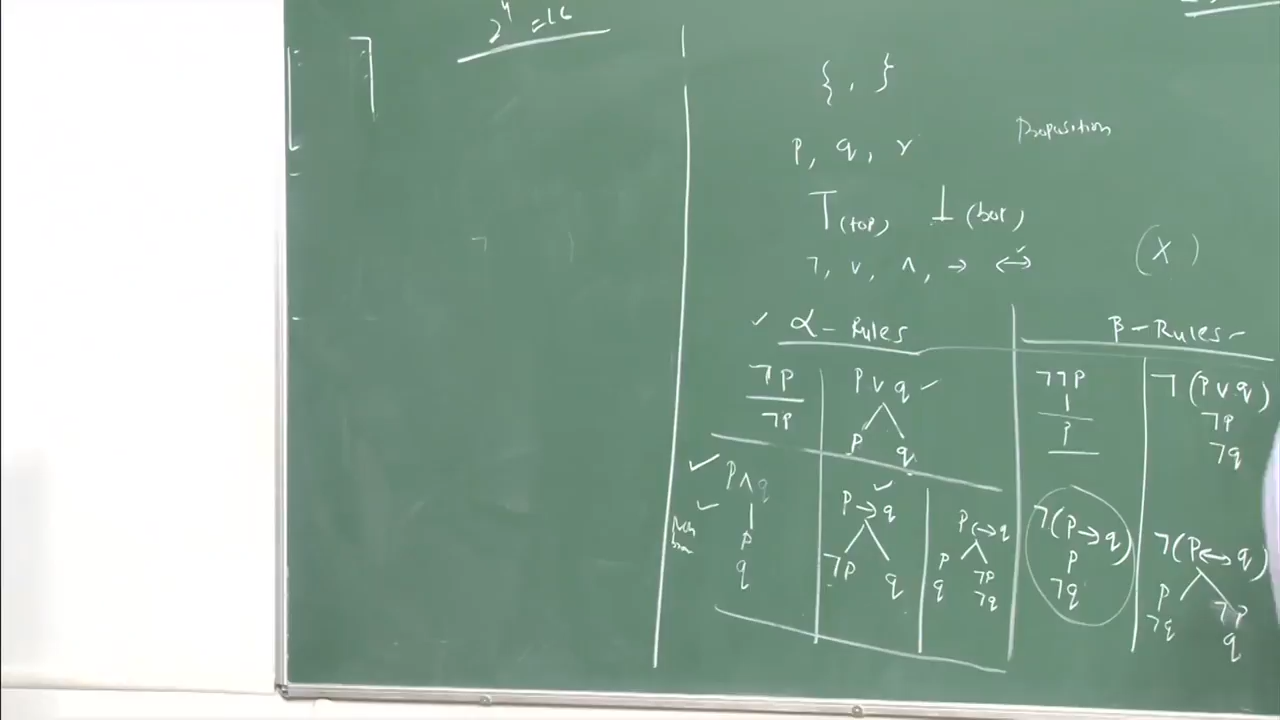 2⁴ = 16
{ , }
p, q, r
Proposition
⊤ (top) ⊥ (bot)
¬, ∨, ∧, → ↔
(X)
✓ α - Rules
β - Rules
¬P
¬P
P ∨ q ✓
P q
¬¬P
P
¬(P ∨ q)
¬P
¬q
✓ P ∧ q
P
q
✓
P → q
¬P q
P ↔ q
P ¬P
q ¬q
¬(P → q)
P
¬q
¬(P ↔ q)
P ¬P
¬q q